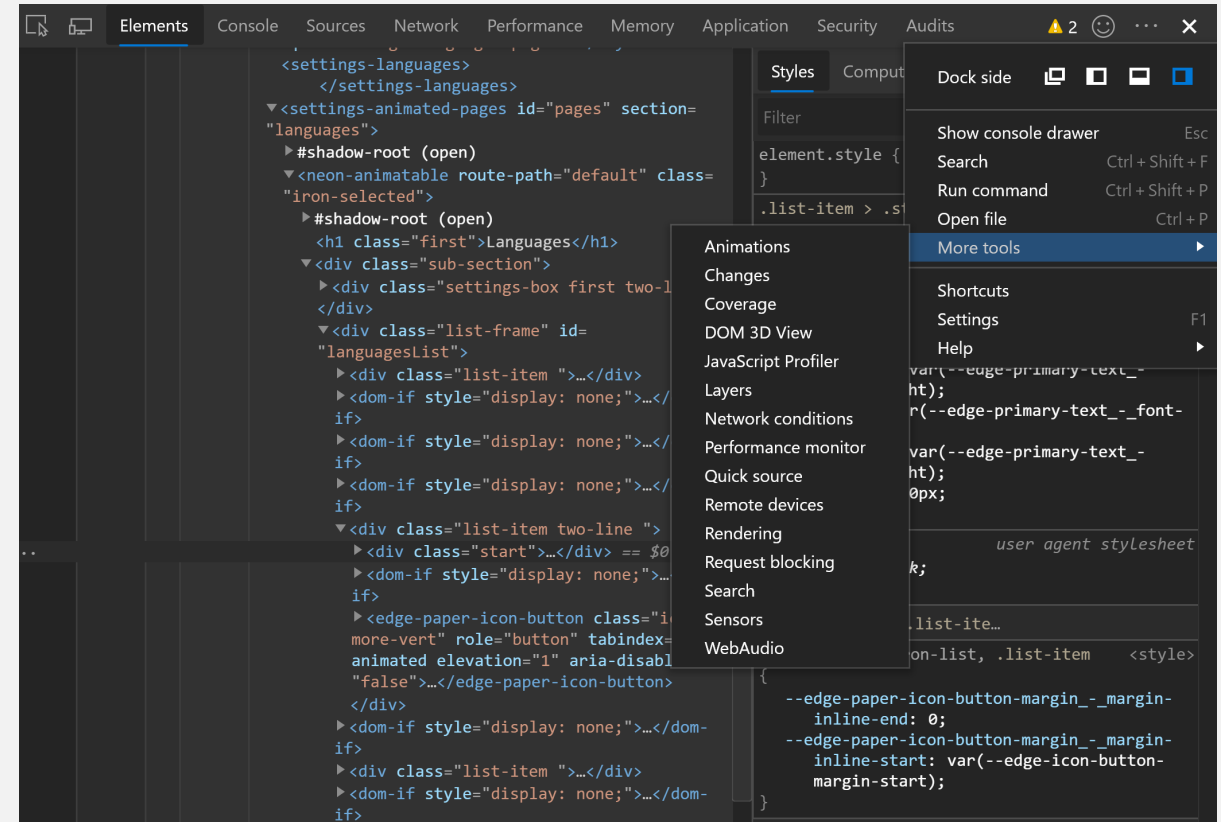 Elements Console Sources Network Performance Memory Application Security Audits 2
<settings-languages>
</settings-languages>
<settings-animated-pages id="pages" section=
"languages">
#shadow-root (open)
<neon-animatable route-path="default" class=
"iron-selected">
#shadow-root (open)
<h1 class="first">Languages</h1>
<div class="sub-section">
<div class="settings-box first two-l
</div>
<div class="list-frame" id=
"languagesList">
<div class="list-item ">…</div>
<dom-if style="display: none;">…</
if>
<dom-if style="display: none;">…</
if>
<dom-if style="display: none;">…</
if>
<div class="list-item two-line ">
<div class="start">…</div> == $0
<dom-if style="display: none;">…
if>
<edge-paper-icon-button class="i
more-vert" role="button" tabindex=
animated elevation="1" aria-disabl
"false">…</edge-paper-icon-button>
</div>
<dom-if style="display: none;">…</dom-
if>
<div class="list-item ">…</div>
<dom-if style="display: none;">…</dom-
if>
Animations
Changes
Coverage
DOM 3D View
JavaScript Profiler
Layers
Network conditions
Performance monitor
Quick source
Remote devices
Rendering
Request blocking
Search
Sensors
WebAudio
Styles Comput
Filter
element.style {
}
.list-item > .st
Dock side
Show console drawer Esc
Search Ctrl + Shift + F
Run command Ctrl + Shift + P
Open file Ctrl + P
More tools
Shortcuts
Settings F1
Help
var(--edge-primary-text_-
ht);
r(--edge-primary-text_-_font-
var(--edge-primary-text_-
ht);
0px;
user agent stylesheet
k;
.list-ite…
on-list, .list-item <style>
{
--edge-paper-icon-button-margin_-_margin-
inline-end: 0;
--edge-paper-icon-button-margin_-_margin-
inline-start: var(--edge-icon-button-
margin-start);
}